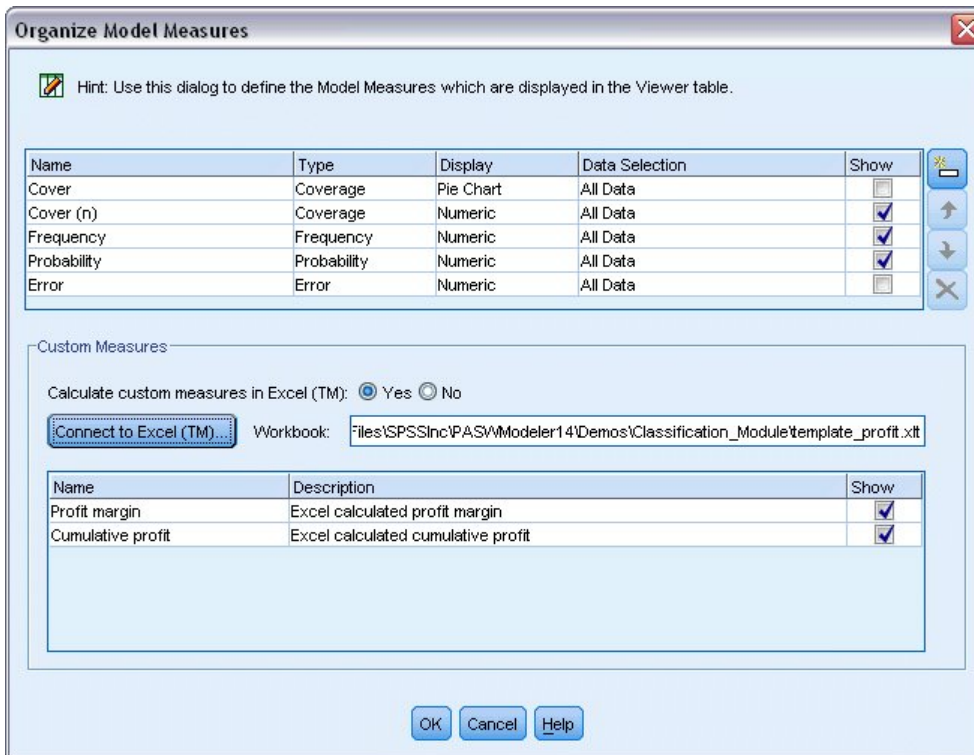 Organize Model Measures
Hint: Use this dialog to define the Model Measures which are displayed in the Viewer table.
Name Type Display Data Selection Show
Cover Coverage Pie Chart All Data
Cover (n) Coverage Numeric All Data
Frequency Frequency Numeric All Data
Probability Probability Numeric All Data
Error Error Numeric All Data
Custom Measures
Calculate custom measures in Excel (TM): Yes No
Connect to Excel (TM)... Workbook: Files\SPSSInc\PASWModeler14\Demos\Classification_Module\template_profit.xlt
Name Description Show
Profit margin Excel calculated profit margin
Cumulative profit Excel calculated cumulative profit
OK Cancel Help